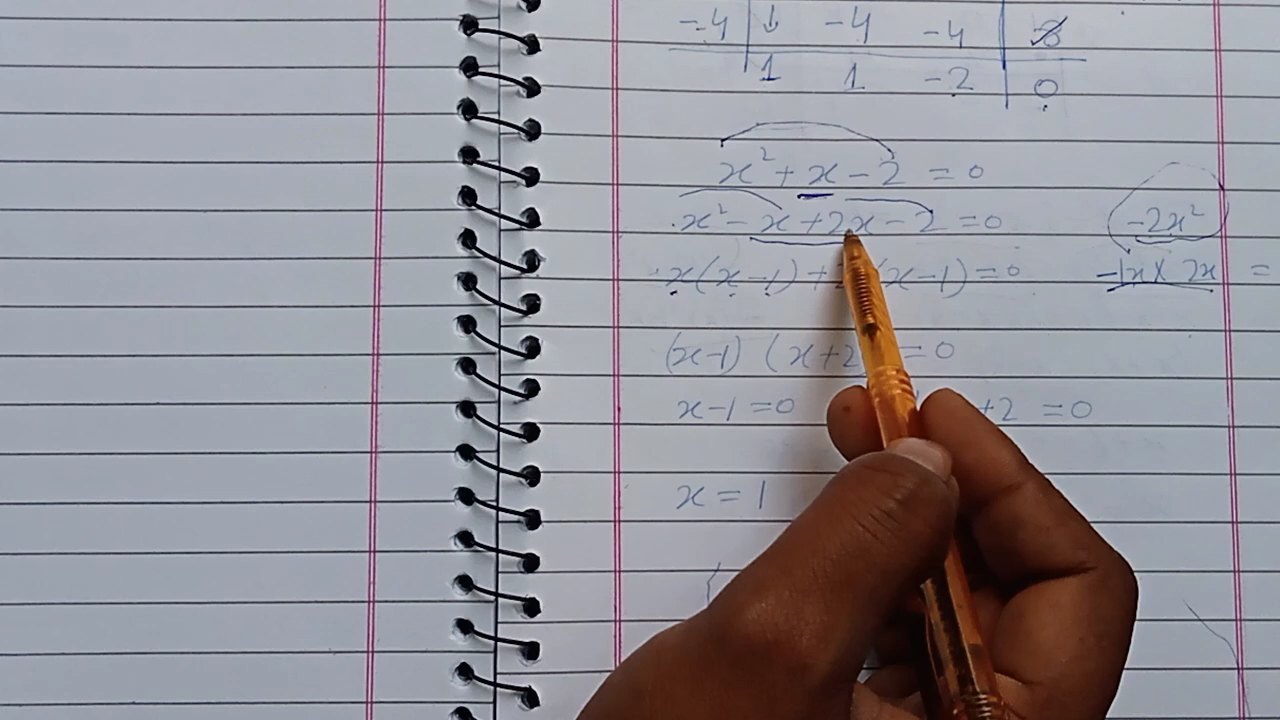 -4 ↓ -4 -4 -8
1 1 -2 0
x² + x - 2 = 0
x² - x + 2x - 2 = 0
-2x²
x(x-1) + (x-1) = 0
-1x × 2x =
(x-1) (x+2 = 0
x-1 = 0 +2 = 0
x = 1